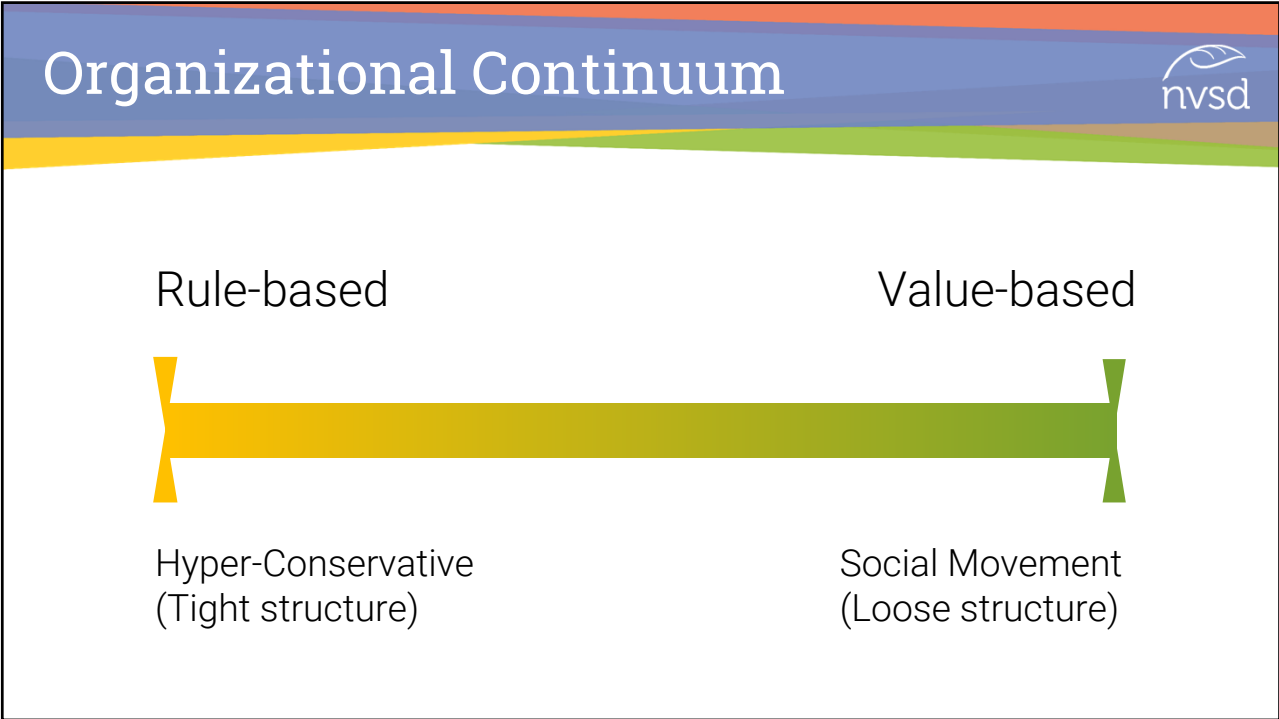 Organizational Continuum
nvsd
Rule-based
Value-based
Hyper-Conservative
(Tight structure)
Social Movement
(Loose structure)